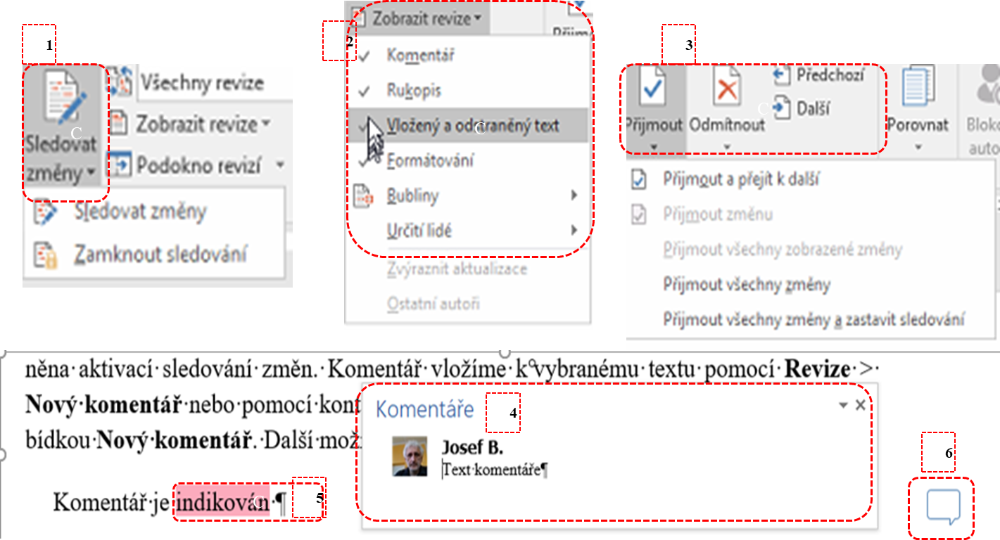 1
Všechny revize
Zobrazit revize
Podokno revizí
Sledovat
změny
Sledovat změny
Zamknout sledování
2
Zobrazit revize
Komentář
Rukopis
Vložený a odstraněný text
Formátování
Bubliny
Určití lidé
Zvýraznit aktualizace
Ostatní autoři
3
Přijmout
Odmítnout
Předchozí
Další
Porovnat
Bloko
auto
Přijmout a přejít k další
Přijmout změnu
Přijmout všechny zobrazené změny
Přijmout všechny změny
Přijmout všechny změny a zastavit sledování
něna·aktivací·sledování·změn.·Komentář·vložíme·k°vybranému·textu·pomocí·Revize·>·
Nový·komentář·nebo·pomocí·kont
bídkou·Nový·komentář.·Další·mož
Komentáře
4
Josef B.
Text·komentáře¶
Komentář·je·indikován·¶
5
6